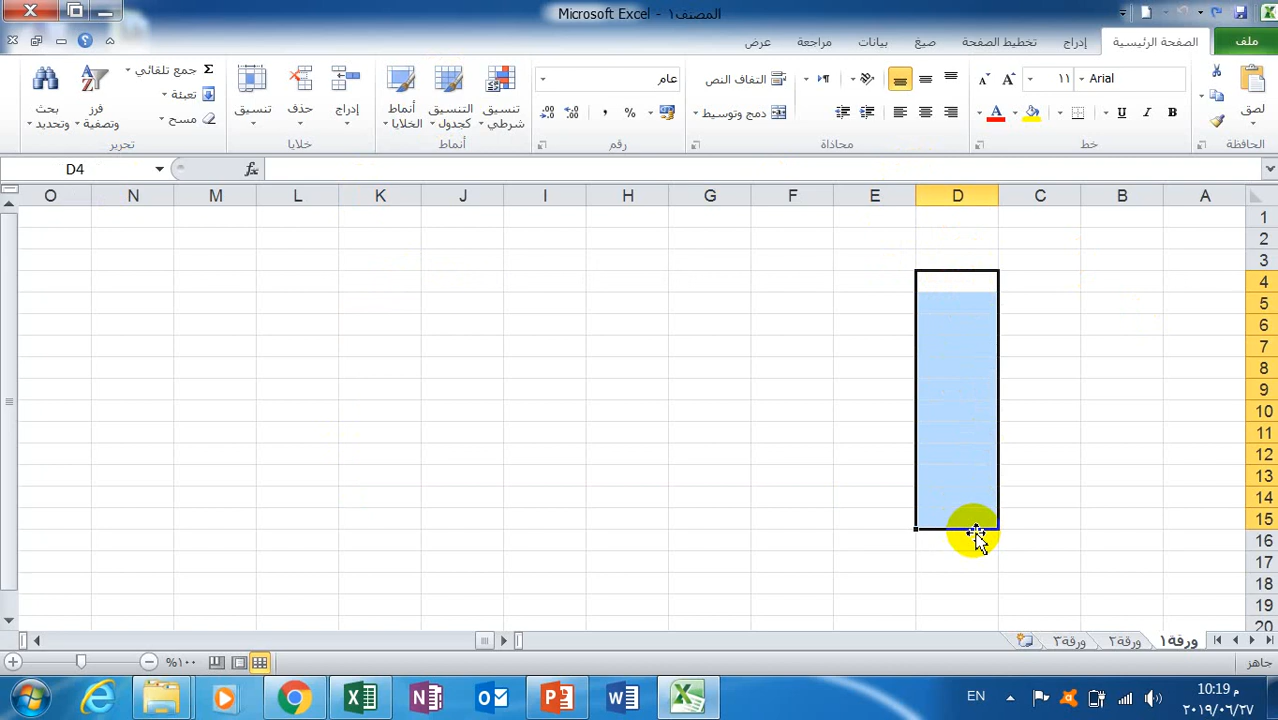 المصنف١ - Microsoft Excel
ملف
الصفحة الرئيسية
إدراج
تخطيط الصفحة
صيغ
بيانات
مراجعة
عرض
لصق
الحافظة
Arial
١١
خط
التفاف النص
دمج وتوسيط
محاذاة
عام
%
رقم
تنسيق شرطي
التنسيق كجدول
أنماط الخلايا
أنماط
إدراج
حذف
تنسيق
خلايا
Σ جمع تلقائي
تعبئة
مسح
فرز وتصفية
بحث وتحديد
تحرير
D4
fx
O N M L K J I H G F E D C B A
1
2
3
4
5
6
7
8
9
10
11
12
13
14
15
16
17
18
19
20
ورقة١
ورقة٢
ورقة٣
جاهز
١٠٠%
EN
10:19 م
٢٠١٩/٠٦/٢٧